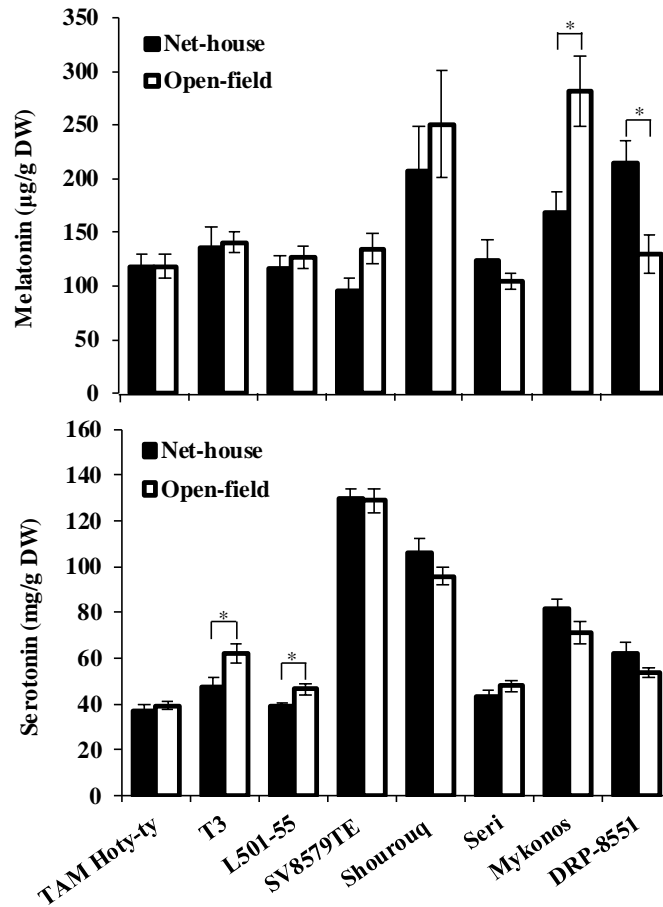 350
300
250
200
150
100
50
0
Melatonin (µg/g DW)
Net-house
Open-field
*
*
160
140
120
100
80
60
40
20
0
Serotonin (mg/g DW)
Net-house
Open-field
*
*
TAM Hoty-ty
T3
L501-55
SV8579TE
Shourouq
Seri
Mykonos
DRP-8551